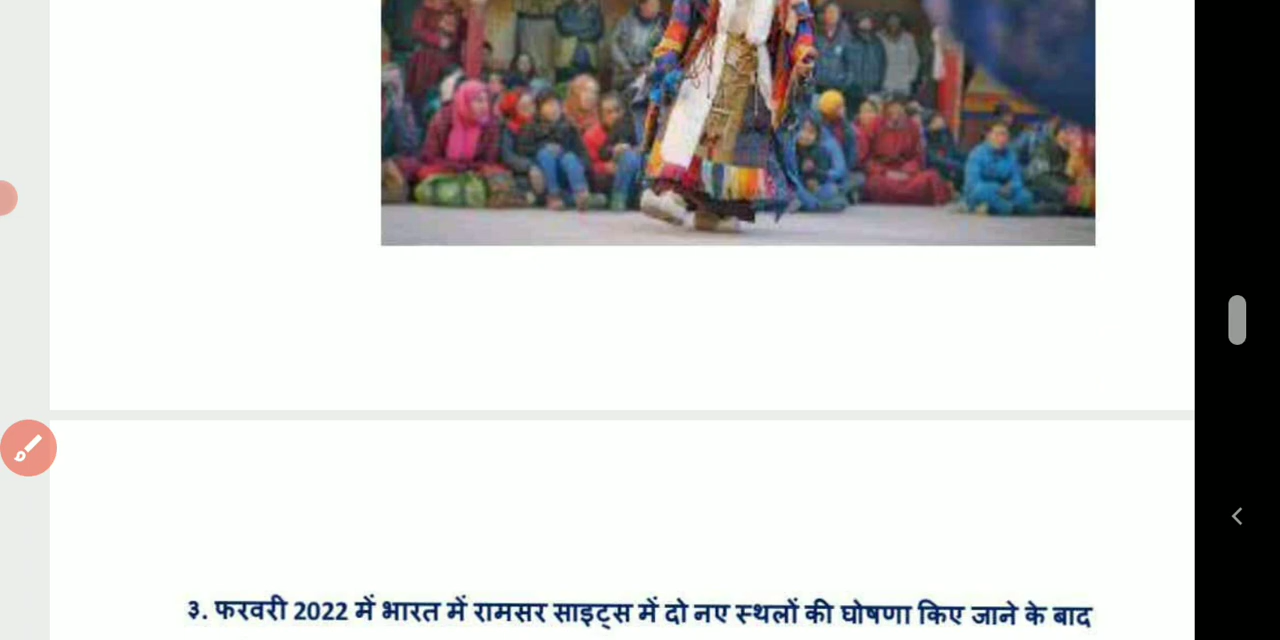 ३. फरवरी 2022 में भारत में रामसर साइट्स में दो नए स्थलों की घोषणा किए जाने के बाद